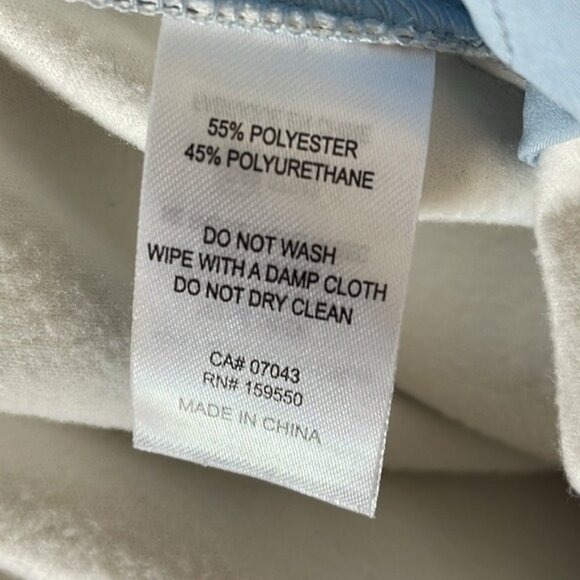 55% POLYESTER
45% POLYURETHANE
DO NOT WASH
WIPE WITH A DAMP CLOTH
DO NOT DRY CLEAN
CA# 07043
RN# 159550
MADE IN CHINA